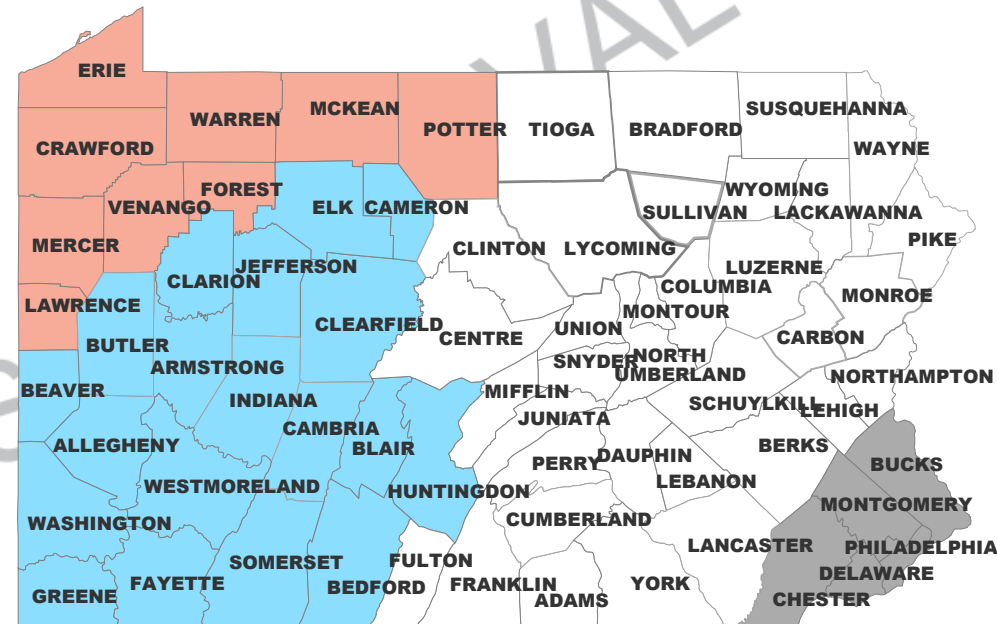 VAL
ERIE
MCKEAN
SUSQUEHANNA
WARREN
POTTER
TIOGA
BRADFORD
CRAWFORD
WAYNE
FOREST
WYOMING
VENANGO
ELK
CAMERON
SULLIVAN
LACKAWANNA
MERCER
CLINTON
LYCOMING
PIKE
JEFFERSON
LUZERNE
CLARION
COLUMBIA
MONROE
LAWRENCE
MONTOUR
CLEARFIELD
UNION
CENTRE
CARBON
BUTLER
SNYDER
NORTH
UMBERLAND
ARMSTRONG
NORTHAMPTON
BEAVER
MIFFLIN
INDIANA
SCHUYLKILL
LEHIGH
JUNIATA
CAMBRIA
ALLEGHENY
BLAIR
BERKS
DAUPHIN
PERRY
BUCKS
LEBANON
WESTMORELAND
HUNTINGDON
MONTGOMERY
WASHINGTON
CUMBERLAND
LANCASTER
PHILADELPHIA
SOMERSET
FULTON
DELAWARE
FAYETTE
BEDFORD
FRANKLIN
YORK
GREENE
ADAMS
CHESTER